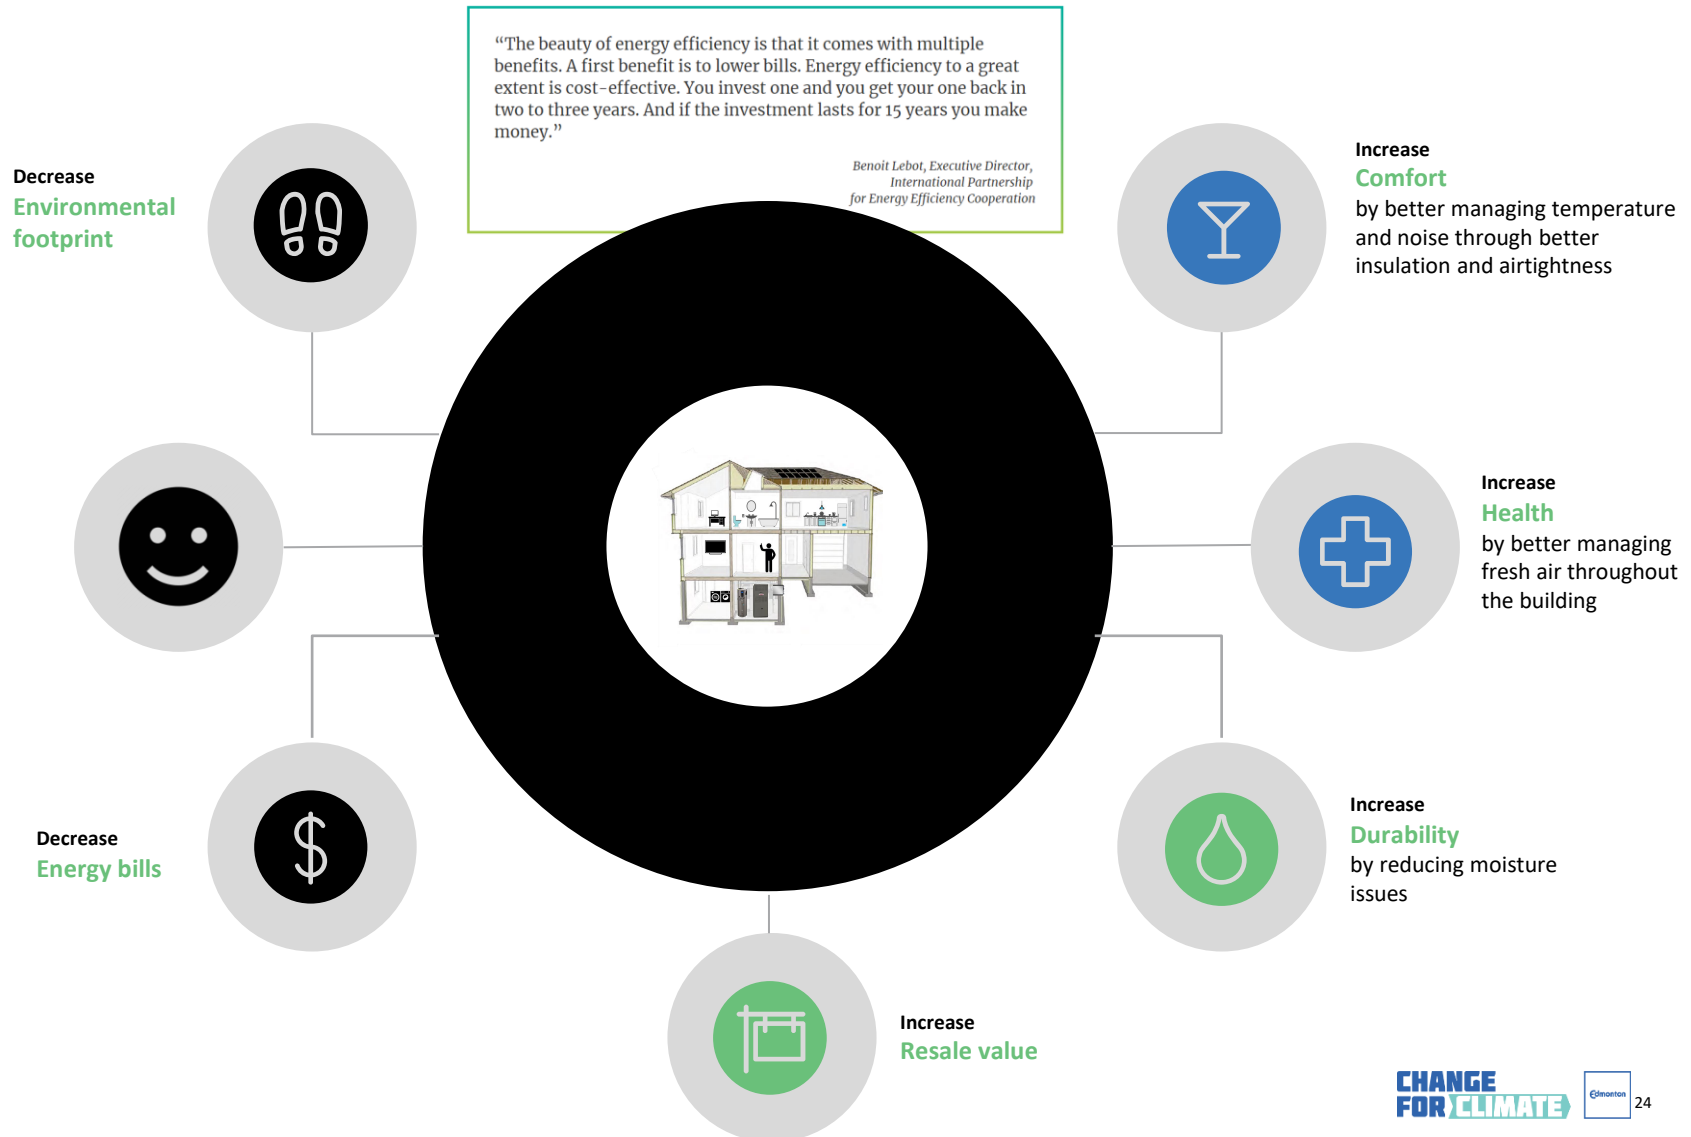 “The beauty of energy efficiency is that it comes with multiple
benefits. A first benefit is to lower bills. Energy efficiency to a great
extent is cost-effective. You invest one and you get your one back in
two to three years. And if the investment lasts for 15 years you make
money.”
Benoit Lebot, Executive Director,
International Partnership
for Energy Efficiency Cooperation
Decrease
Environmental
footprint
Increase
Comfort
by better managing temperature
and noise through better
insulation and airtightness
Increase
Health
by better managing
fresh air throughout
the building
Decrease
Energy bills
$
Increase
Durability
by reducing moisture
issues
Increase
Resale value
CHANGE
FOR CLIMATE
Edmonton
24